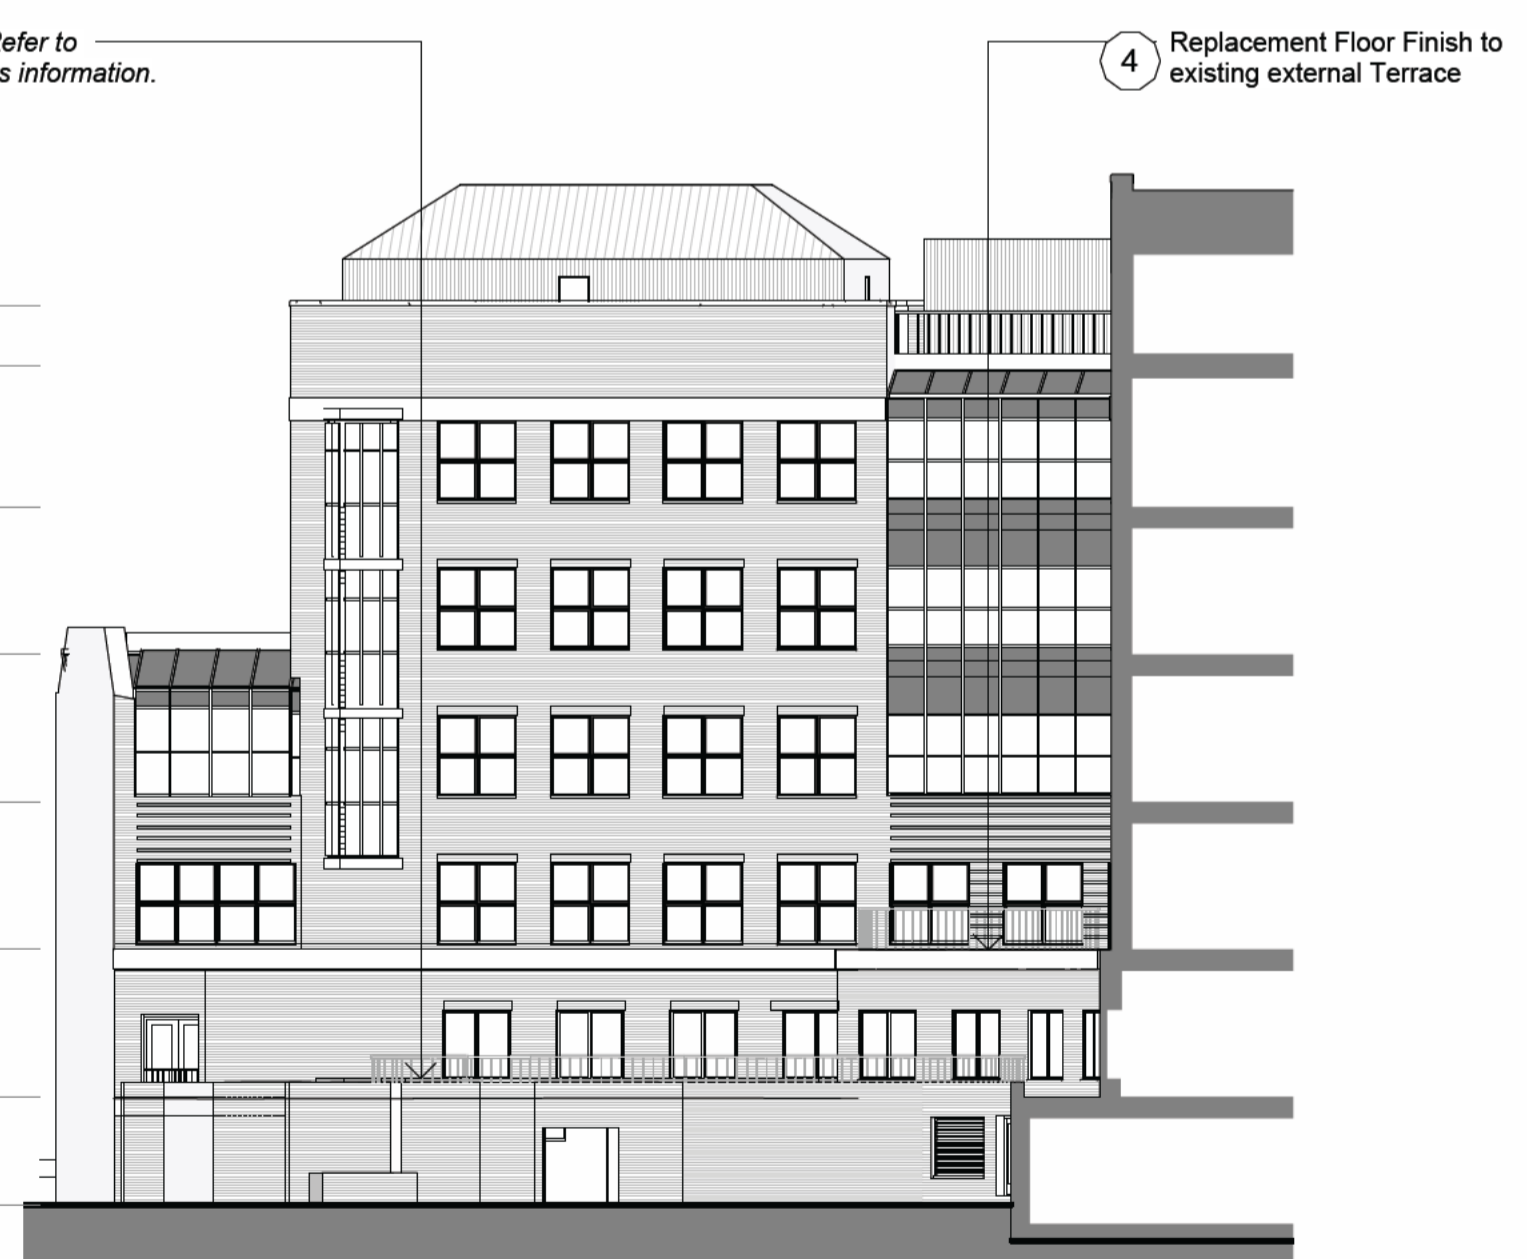 efer to
s information.
4
Replacement Floor Finish to
existing external Terrace